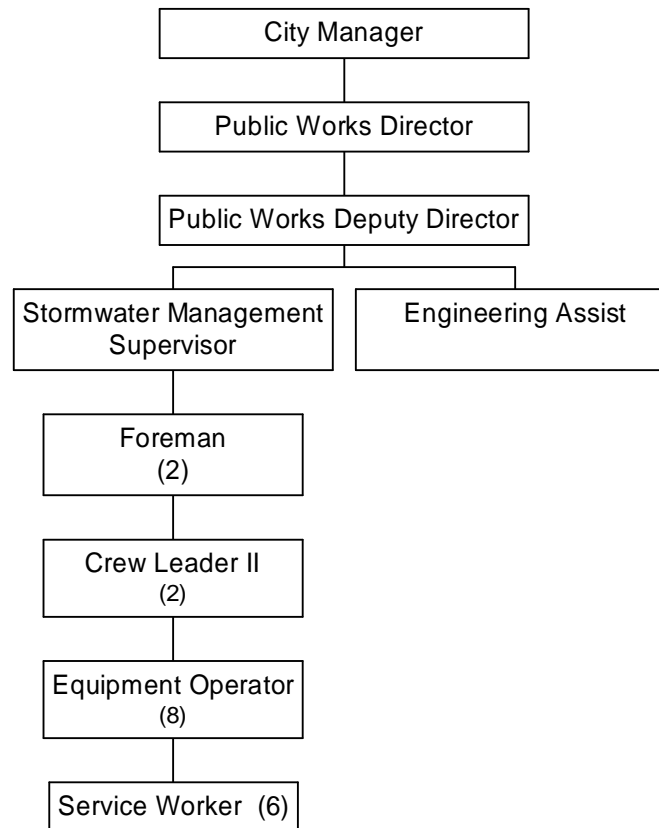 City Manager
Public Works Director
Public Works Deputy Director
Stormwater Management
Supervisor
Engineering Assist
Foreman
(2)
Crew Leader II
(2)
Equipment Operator
(8)
Service Worker (6)